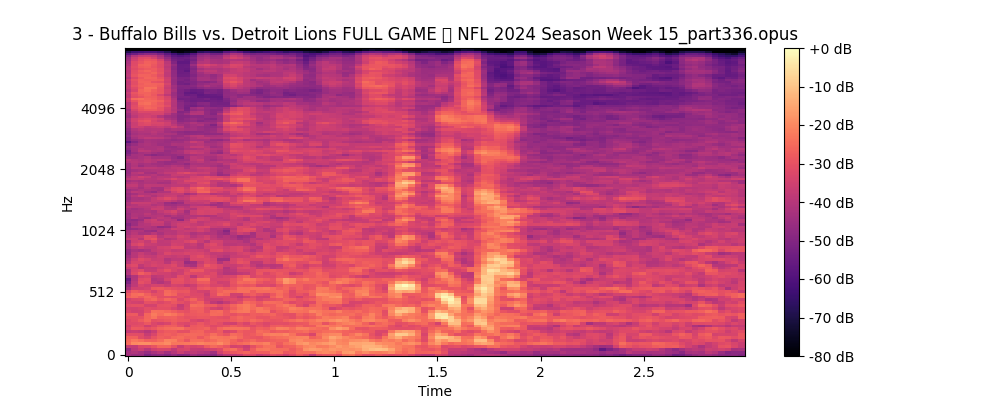 3 - Buffalo Bills vs. Detroit Lions FULL GAME ▯ NFL 2024 Season Week 15_part336.opus
+0 dB
-10 dB
-20 dB
-30 dB
-40 dB
-50 dB
-60 dB
-70 dB
-80 dB
4096
2048
1024
512
0
Hz
0 0.5 1 1.5 2 2.5
Time